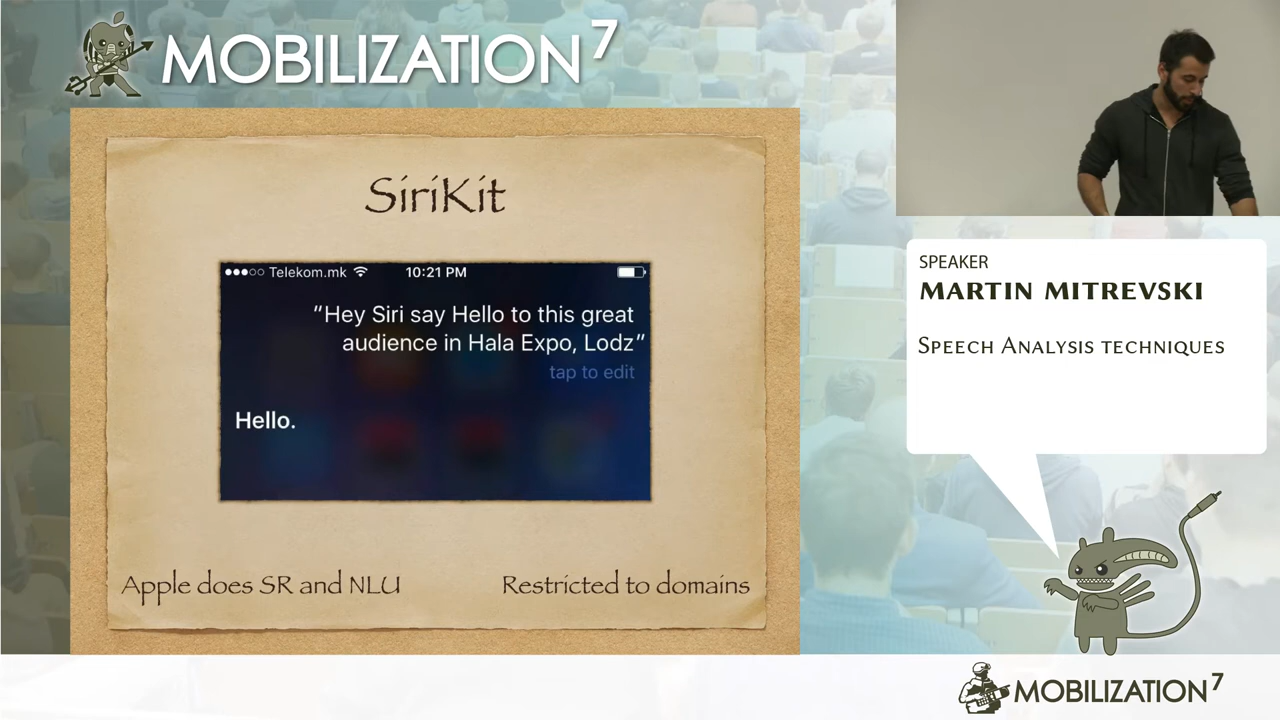 MOBILIZATION 7
SiriKit
Telekom.mk 10:21 PM
“Hey Siri say Hello to this great
audience in Hala Expo, Lodz”
tap to edit
Hello.
Apple does SR and NLU
Restricted to domains
SPEAKER
MARTIN MITREVSKI
SPEECH ANALYSIS TECHNIQUES
MOBILIZATION 7